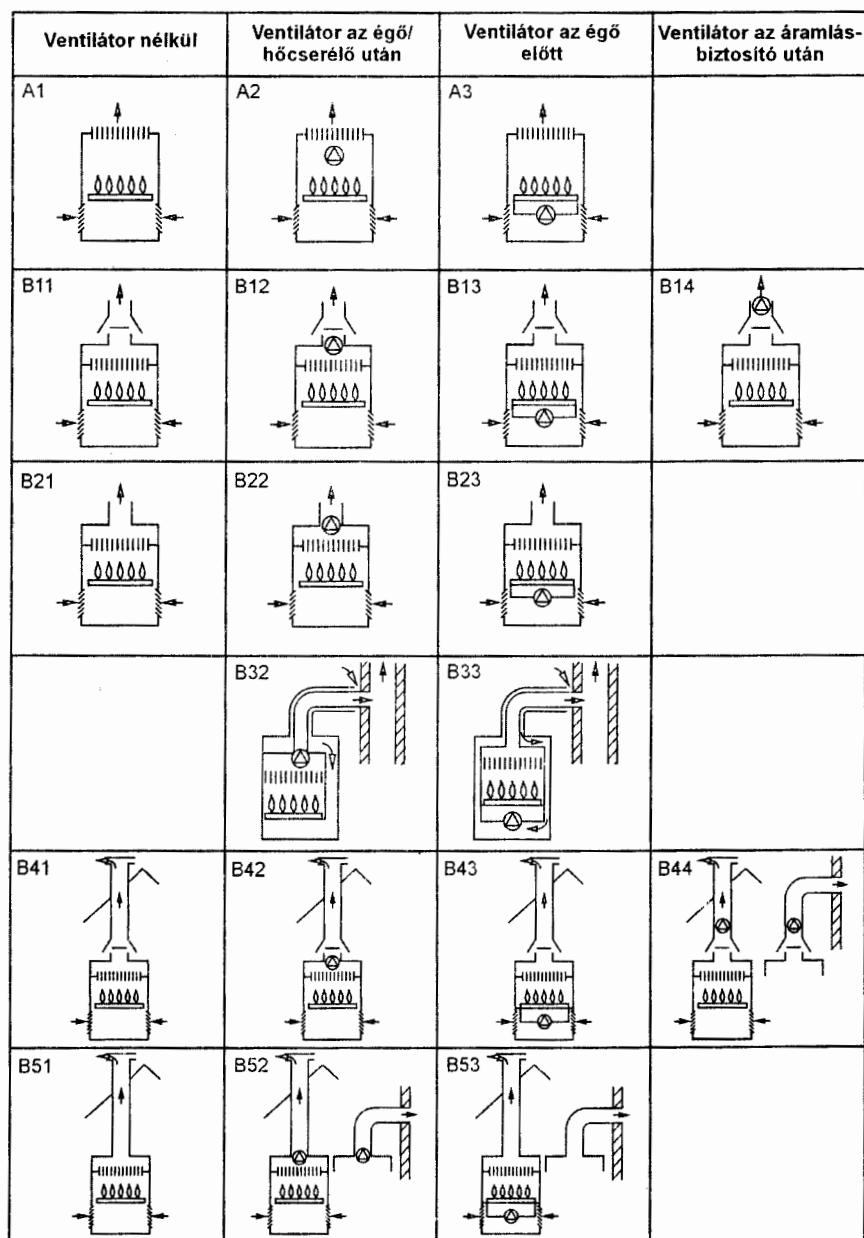 Ventilátor nélkül
Ventilátor az égő/
hőcserélő után
Ventilátor az égő
előtt
Ventilátor az áramlás-
biztosító után
A1
A2
A3
B11
B12
B13
B14
B21
B22
B23
B32
B33
B41
B42
B43
B44
B51
B52
B53